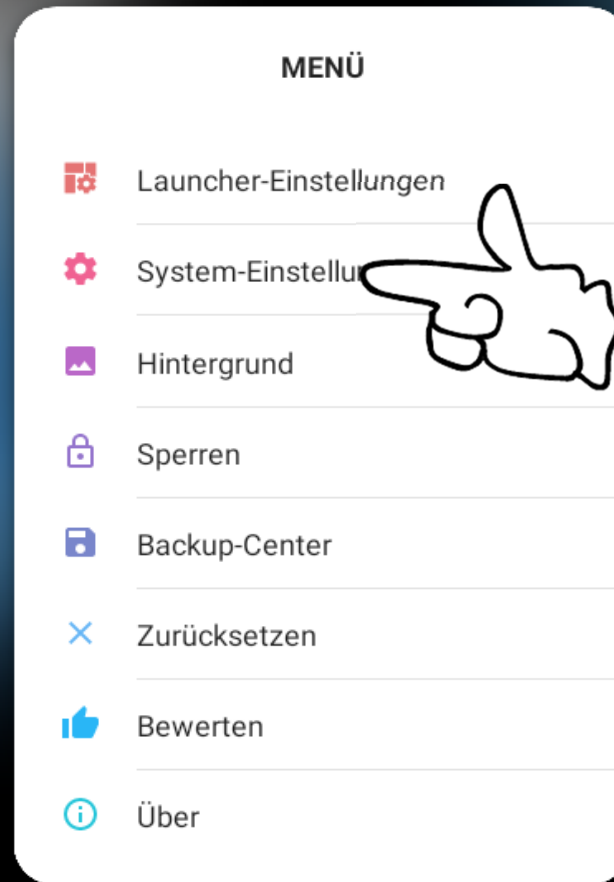 MENÜ
Launcher-Einstellungen
System-Einstellu
Hintergrund
Sperren
Backup-Center
Zurücksetzen
Bewerten
Über